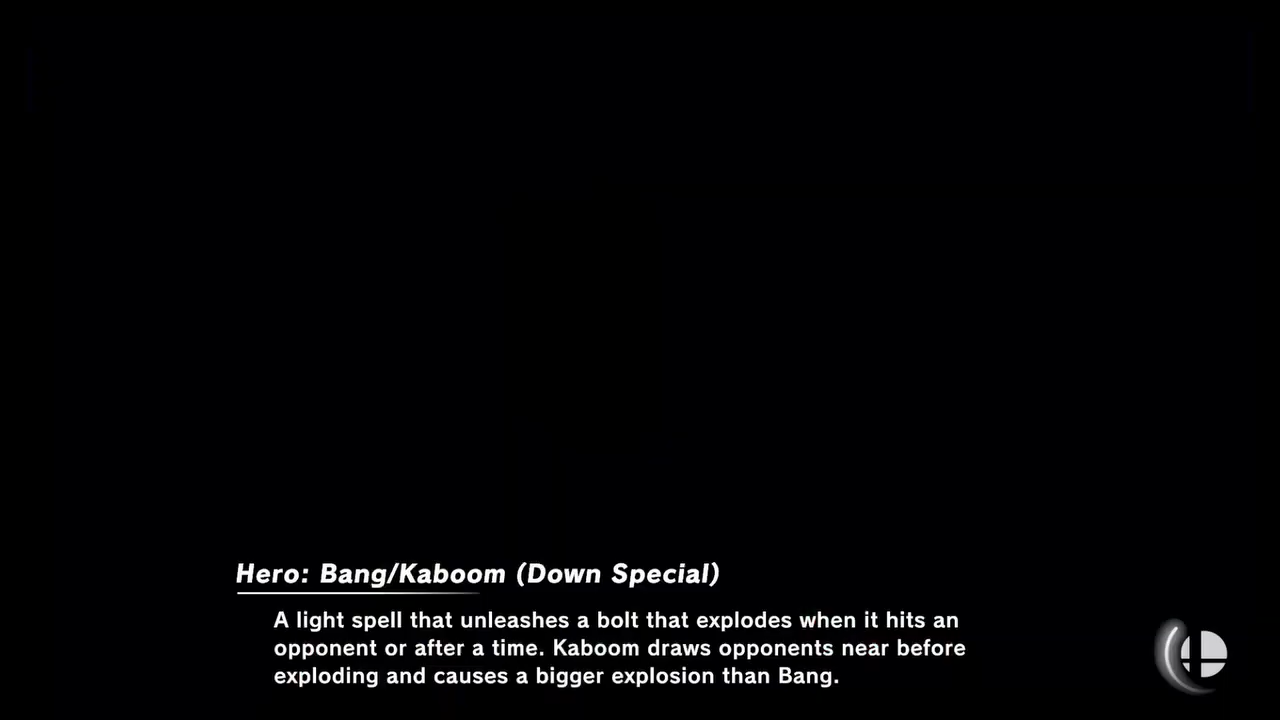 Hero: Bang/Kaboom (Down Special)
A light spell that unleashes a bolt that explodes when it hits an
opponent or after a time. Kaboom draws opponents near before
exploding and causes a bigger explosion than Bang.